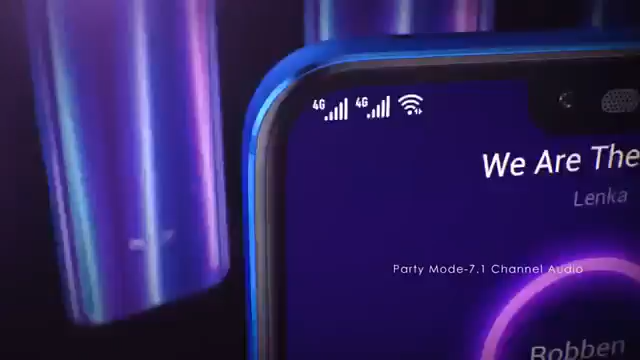 4G 4G
We Are The
Lenka
Party Mode-7.1 Channel Audio
Robben